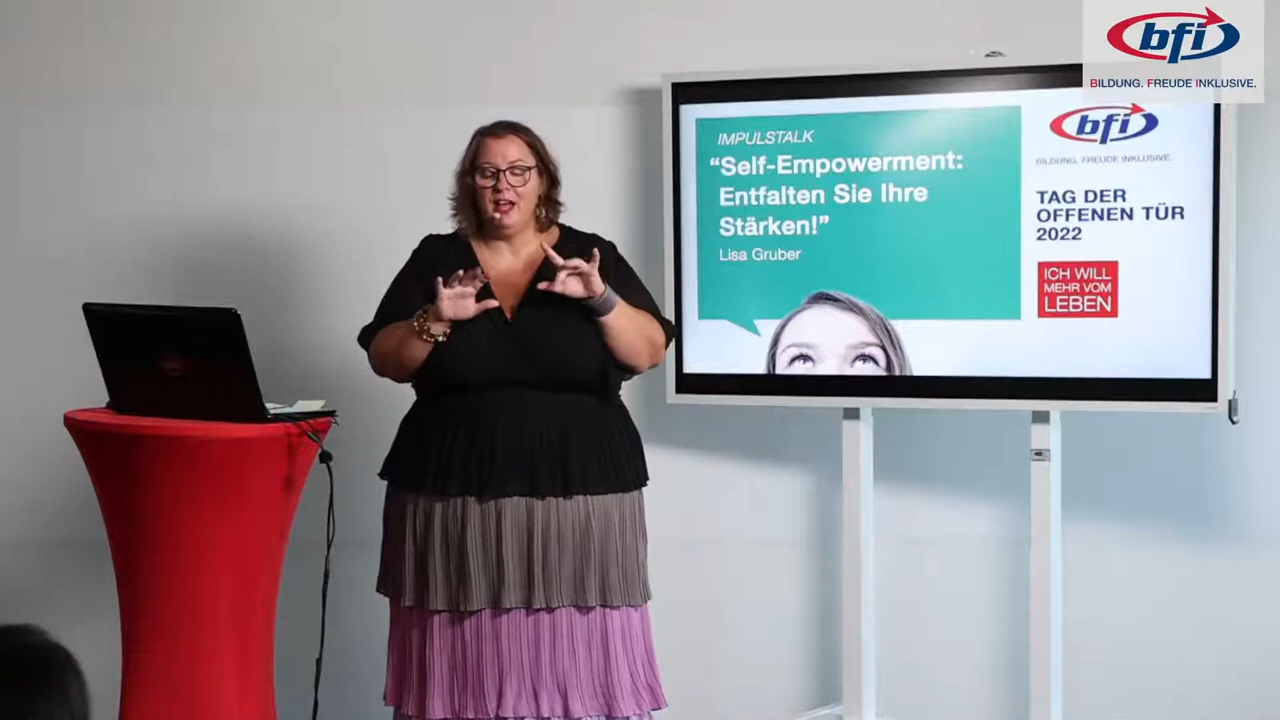 bfi
BILDUNG. FREUDE INKLUSIVE.
IMPULSTALK
“Self-Empowerment:
Entfalten Sie Ihre
Stärken!”
Lisa Gruber
bfi
BILDUNG. FREUDE INKLUSIVE.
TAG DER
OFFENEN TÜR
2022
ICH WILL
MEHR VOM
LEBEN